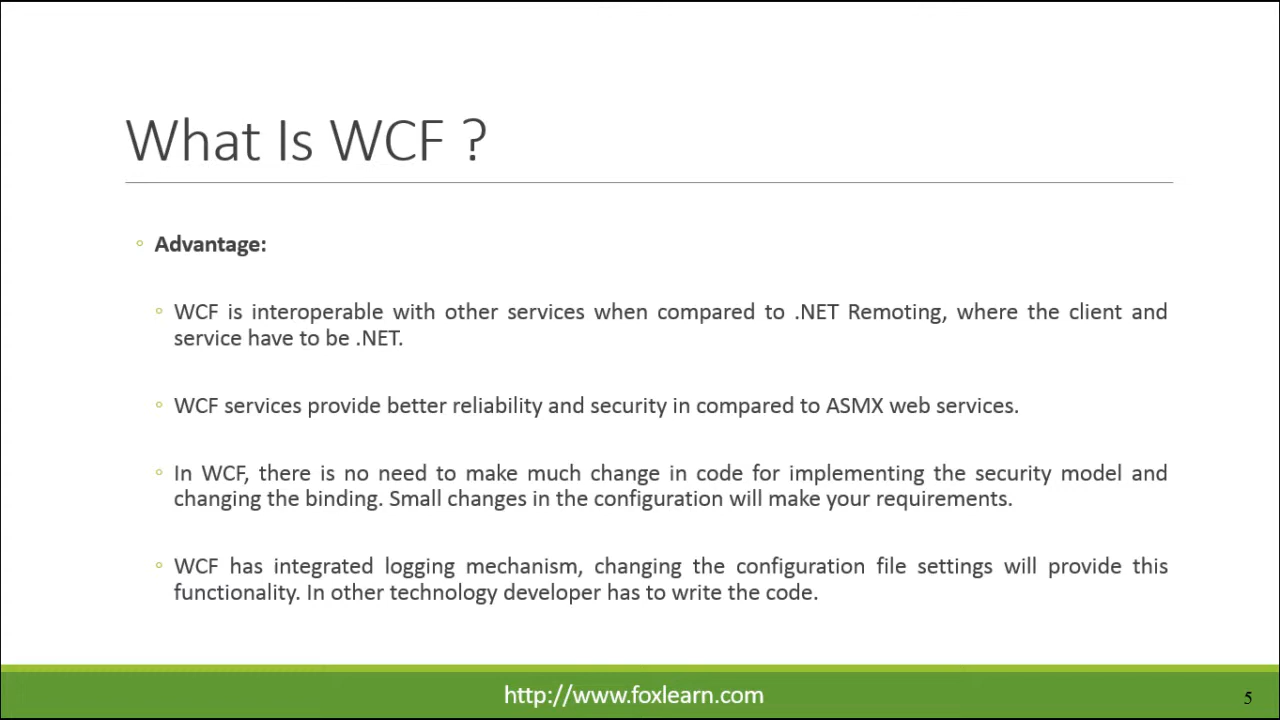 What Is WCF ?
Advantage:
WCF is interoperable with other services when compared to .NET Remoting, where the client and
service have to be .NET.
WCF services provide better reliability and security in compared to ASMX web services.
In WCF, there is no need to make much change in code for implementing the security model and
changing the binding. Small changes in the configuration will make your requirements.
WCF has integrated logging mechanism, changing the configuration file settings will provide this
functionality. In other technology developer has to write the code.
http://www.foxlearn.com
5